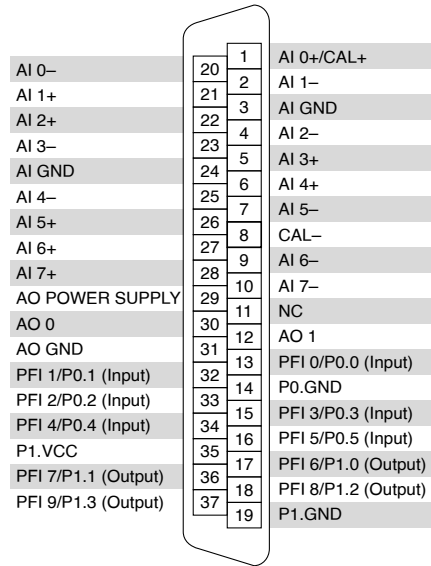 1 AI 0+/CAL+
AI 0– 20
2 AI 1–
AI 1+ 21
3 AI GND
AI 2+ 22
4 AI 2–
AI 3– 23
5 AI 3+
AI GND 24
6 AI 4+
AI 4– 25
7 AI 5–
AI 5+ 26
8 CAL–
AI 6+ 27
9 AI 6–
AI 7+ 28
10 AI 7–
AO POWER SUPPLY 29
11 NC
AO 0 30
12 AO 1
AO GND 31
13 PFI 0/P0.0 (Input)
PFI 1/P0.1 (Input) 32
14 P0.GND
PFI 2/P0.2 (Input) 33
15 PFI 3/P0.3 (Input)
PFI 4/P0.4 (Input) 34
16 PFI 5/P0.5 (Input)
P1.VCC 35
17 PFI 6/P1.0 (Output)
PFI 7/P1.1 (Output) 36
18 PFI 8/P1.2 (Output)
PFI 9/P1.3 (Output) 37
19 P1.GND